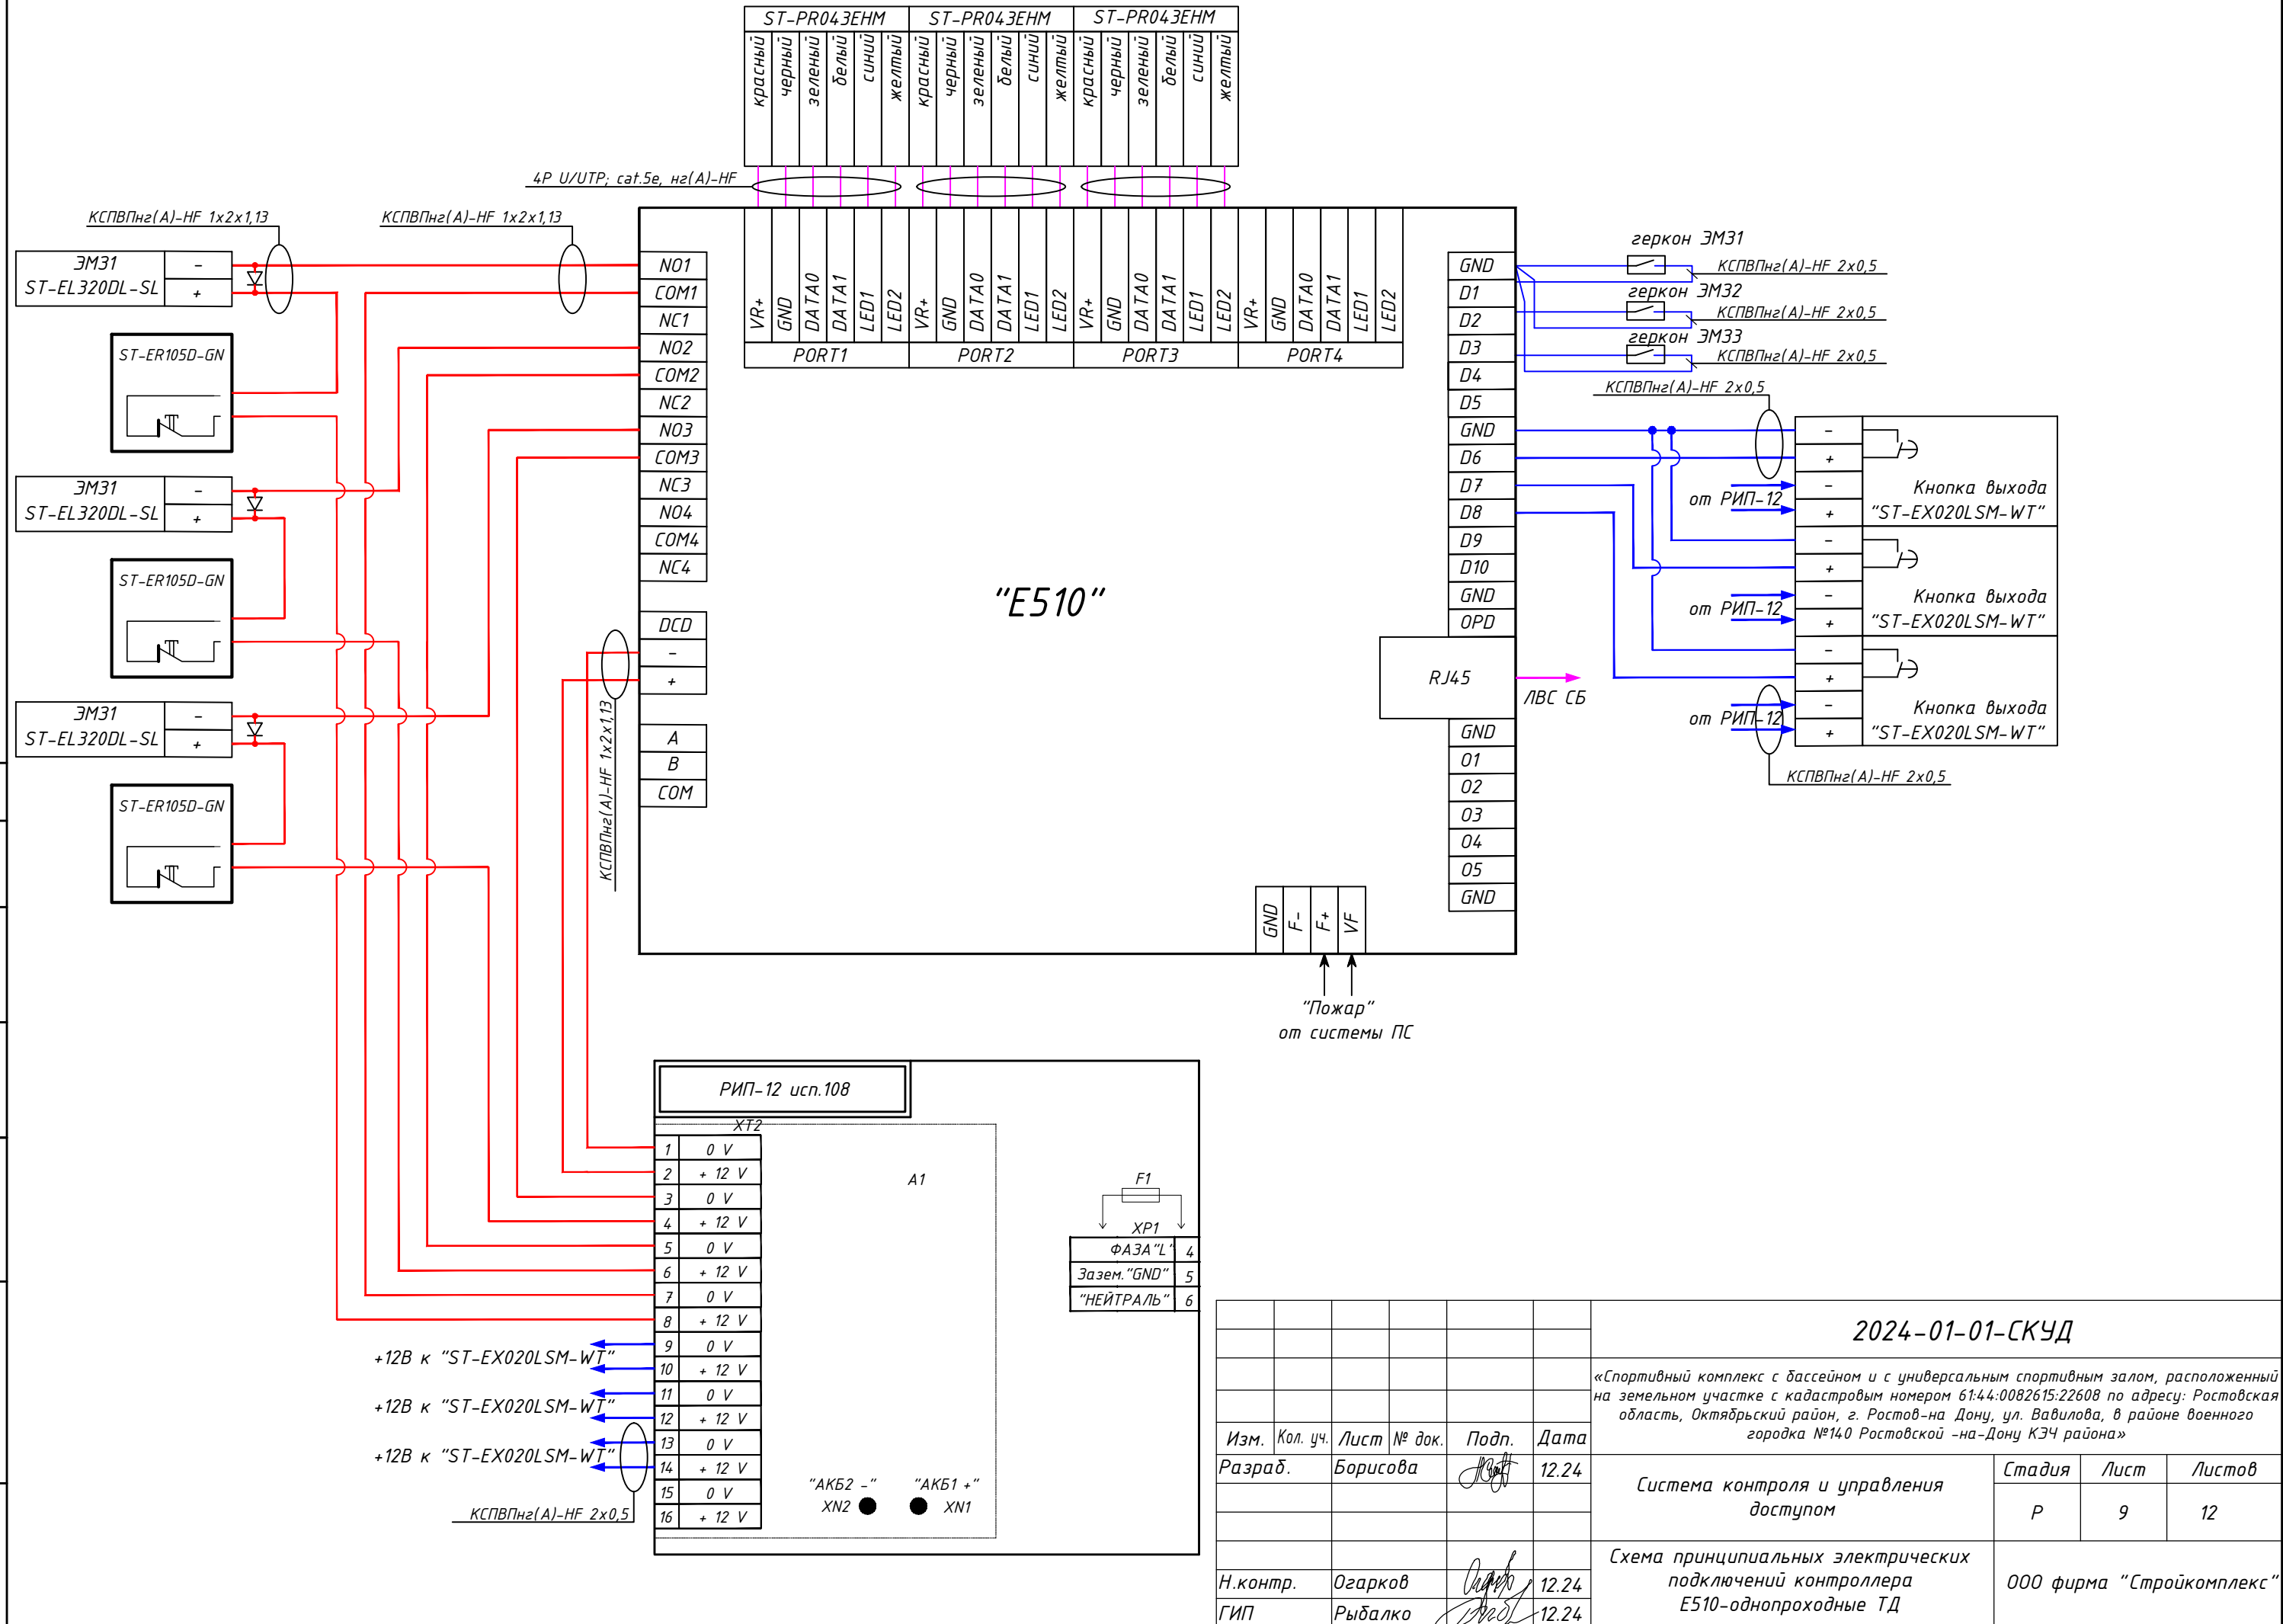 ST-PR043EHM ST-PR043EHM ST-PR043EHM
красный черный зеленый белый синий желтый красный черный зеленый белый синий желтый красный черный зеленый белый синий желтый
4P U/UTP; cat.5e, нг(А)-HF
КСПВПнг(А)-HF 1х2х1,13
КСПВПнг(А)-HF 1х2х1,13
ЭМЗ1
ST-EL320DL-SL
-
+
ST-ER105D-GN
ЭМЗ1
ST-EL320DL-SL
-
+
ST-ER105D-GN
ЭМЗ1
ST-EL320DL-SL
-
+
ST-ER105D-GN
NO1
COM1
NC1
NO2
COM2
NC2
NO3
COM3
NC3
NO4
COM4
NC4
DCD
-
+
A
B
COM
КСПВПнг(А)-HF 1х2х1,13
VR+ GND DATA0 DATA1 LED1 LED2 VR+ GND DATA0 DATA1 LED1 LED2 VR+ GND DATA0 DATA1 LED1 LED2 VR+ GND DATA0 DATA1 LED1 LED2
PORT1 PORT2 PORT3 PORT4
"E510"
GND
D1
D2
D3
D4
D5
GND
D6
D7
D8
D9
D10
GND
OPD
RJ45
GND
O1
O2
O3
O4
O5
GND
GND F- F+ VF
"Пожар"
от системы ПС
ЛВС СБ
геркон ЭМЗ1
КСПВПнг(А)-HF 2х0,5
геркон ЭМЗ2
КСПВПнг(А)-HF 2х0,5
геркон ЭМЗ3
КСПВПнг(А)-HF 2х0,5
КСПВПнг(А)-HF 2х0,5
-
+
-
+
от РИП-12
Кнопка выхода
"ST-EX020LSM-WT"
-
+
-
+
от РИП-12
Кнопка выхода
"ST-EX020LSM-WT"
-
+
-
+
от РИП-12
Кнопка выхода
"ST-EX020LSM-WT"
КСПВПнг(А)-HF 2х0,5
РИП-12 исп.108
XT2
1 0 V
2 + 12 V
3 0 V
4 + 12 V
5 0 V
6 + 12 V
7 0 V
8 + 12 V
9 0 V
10 + 12 V
11 0 V
12 + 12 V
13 0 V
14 + 12 V
15 0 V
16 + 12 V
+12В к "ST-EX020LSM-WT"
+12В к "ST-EX020LSM-WT"
+12В к "ST-EX020LSM-WT"
КСПВПнг(А)-HF 2х0,5
A1
F1
XP1
ФАЗА"L" 4
Зазем."GND" 5
"НЕЙТРАЛЬ" 6
"АКБ2 -" "АКБ1 +"
XN2 XN1
2024-01-01-СКУД
«Спортивный комплекс с бассейном и с универсальным спортивным залом, расположенный
на земельном участке с кадастровым номером 61:44:0082615:22608 по адресу: Ростовская
область, Октябрьский район, г. Ростов-на Дону, ул. Вавилова, в районе военного
городка №140 Ростовской -на-Дону КЭЧ района»
Изм. Кол. уч. Лист № док. Подп. Дата
Разраб. Борисова 12.24
Система контроля и управления
доступом
Стадия Лист Листов
Р 9 12
Н.контр. Огарков 12.24
ГИП Рыбалко 12.24
Схема принципиальных электрических
подключений контроллера
Е510-однопроходные ТД
ООО фирма "Стройкомплекс"